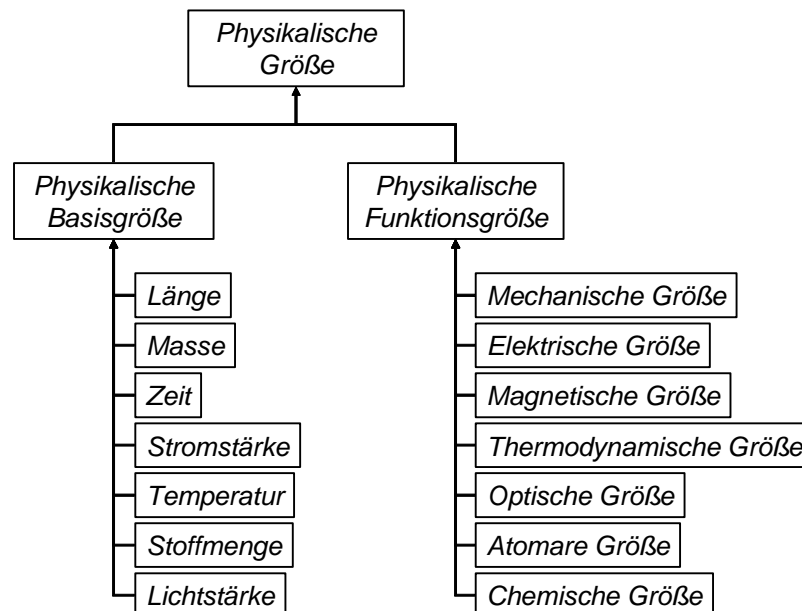 Physikalische
Größe
Physikalische
Basisgröße
Länge
Masse
Zeit
Stromstärke
Temperatur
Stoffmenge
Lichtstärke
Physikalische
Funktionsgröße
Mechanische Größe
Elektrische Größe
Magnetische Größe
Thermodynamische Größe
Optische Größe
Atomare Größe
Chemische Größe